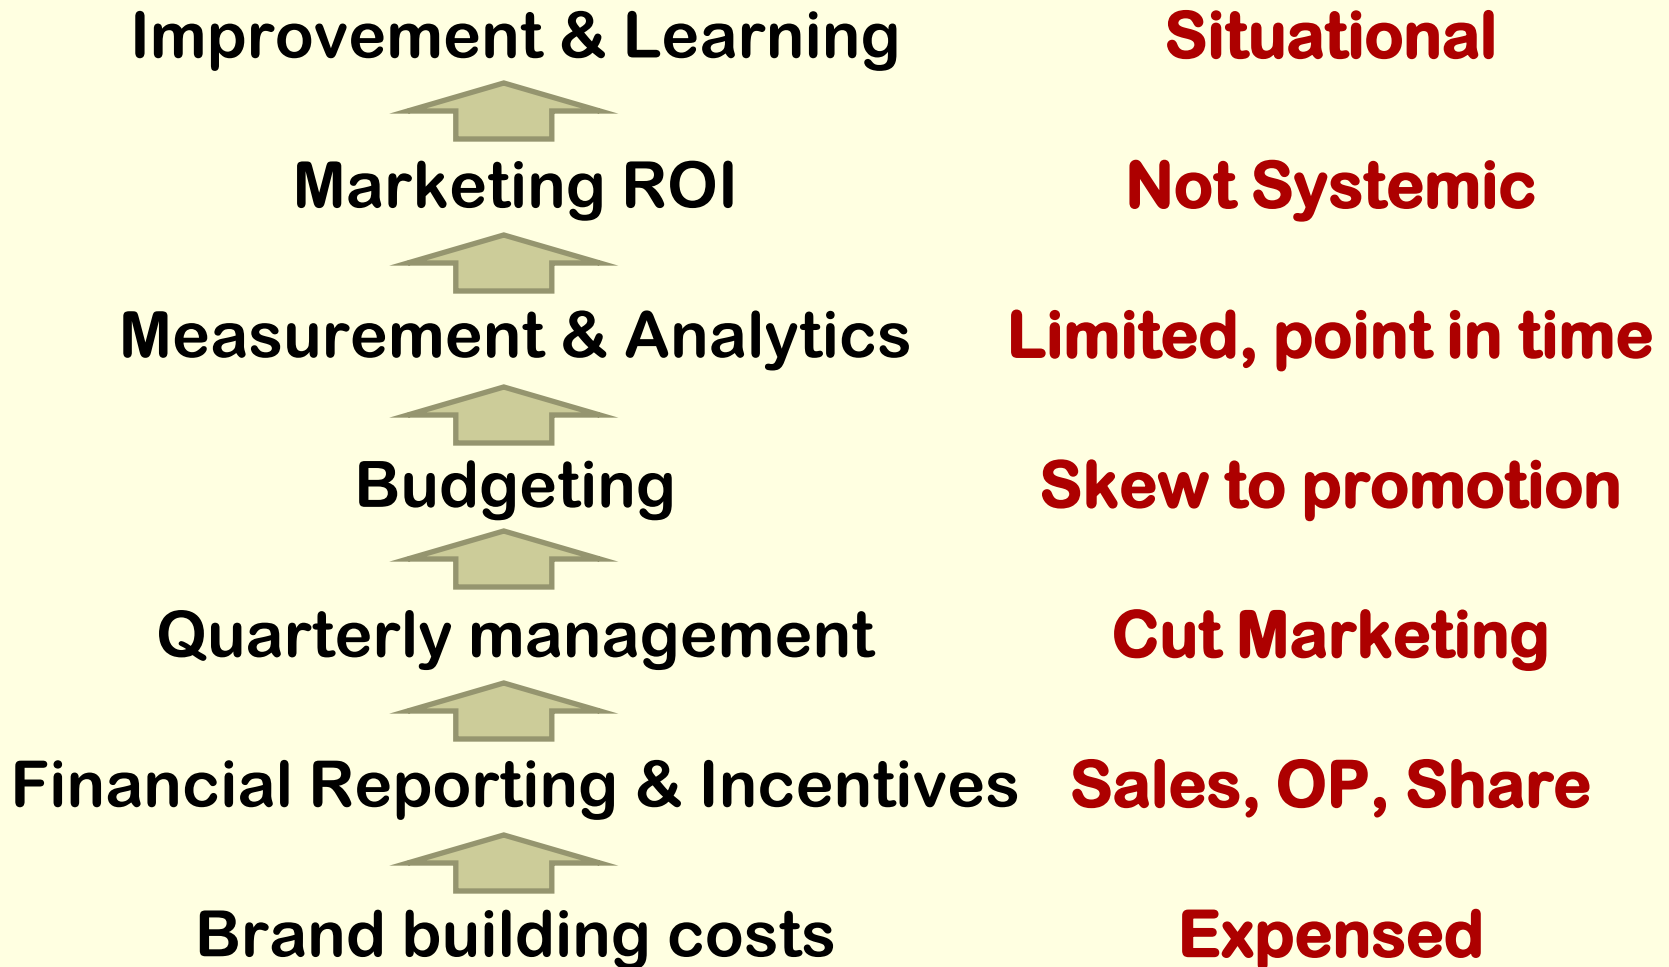 Improvement & Learning Situational
Marketing ROI Not Systemic
Measurement & Analytics Limited, point in time
Budgeting Skew to promotion
Quarterly management Cut Marketing
Financial Reporting & Incentives Sales, OP, Share
Brand building costs Expensed